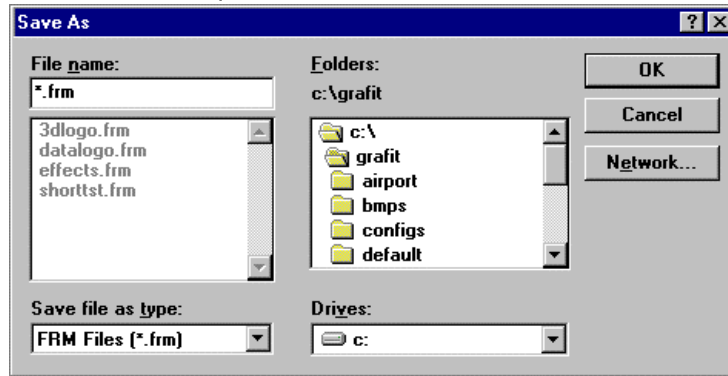 Save As
File name:
*.frm
3dlogo.frm
datalogo.frm
effects.frm
shorttst.frm
Save file as type:
FRM Files (*.frm)
Folders:
c:\grafit
c:\
grafit
airport
bmps
configs
default
Drives:
c:
OK
Cancel
Network...